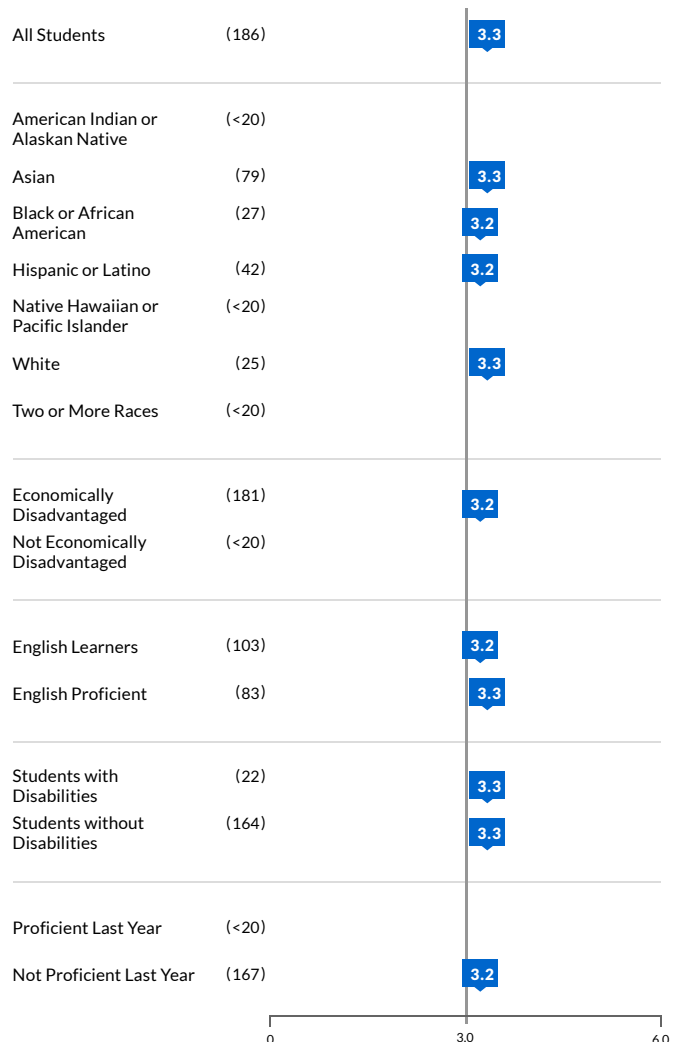 All Students (186) 3.3
American Indian or (<20)
Alaskan Native
Asian (79) 3.3
Black or African (27) 3.2
American
Hispanic or Latino (42) 3.2
Native Hawaiian or (<20)
Pacific Islander
White (25) 3.3
Two or More Races (<20)
Economically (181) 3.2
Disadvantaged
Not Economically (<20)
Disadvantaged
English Learners (103) 3.2
English Proficient (83) 3.3
Students with (22) 3.3
Disabilities
Students without (164) 3.3
Disabilities
Proficient Last Year (<20)
Not Proficient Last Year (167) 3.2
0 3.0 6.0